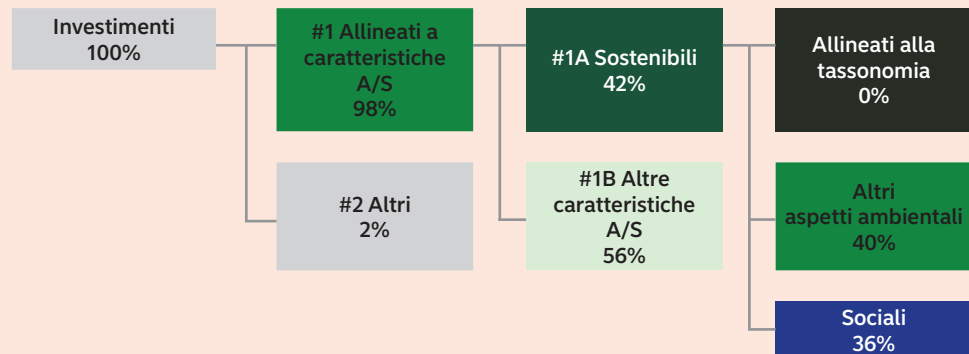 Investimenti
100%
#1 Allineati a
caratteristiche
A/S
98%
#1A Sostenibili
42%
Allineati alla
tassonomia
0%
#2 Altri
2%
#1B Altre
caratteristiche
A/S
56%
Altri
aspetti ambientali
40%
Sociali
36%